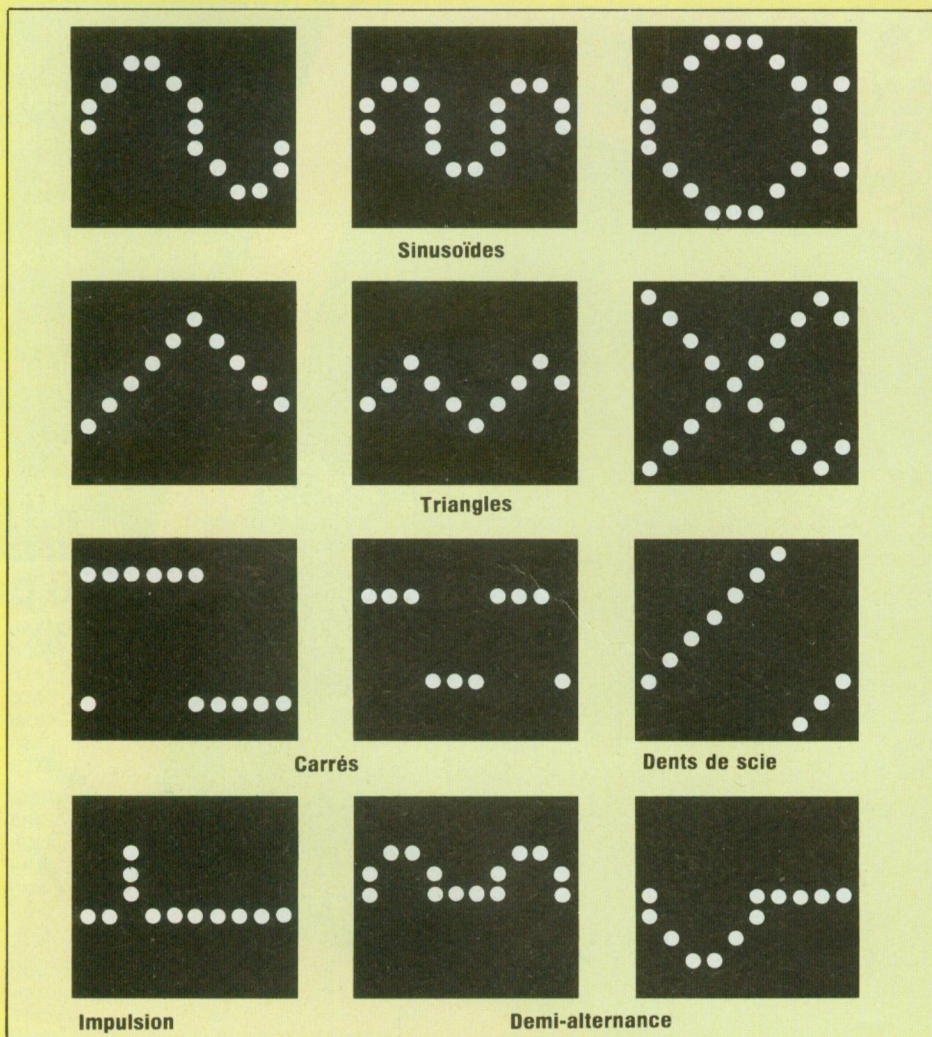 Sinusoïdes
Triangles
Carrés
Dents de scie
Impulsion
Demi-alternance